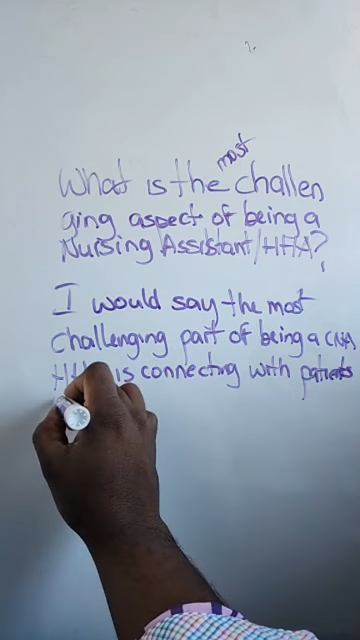 What is the most challen
ging aspect of being a
Nursing Assistant/HHA?
I would say the most
challenging part of being a CNA
is connecting with patients